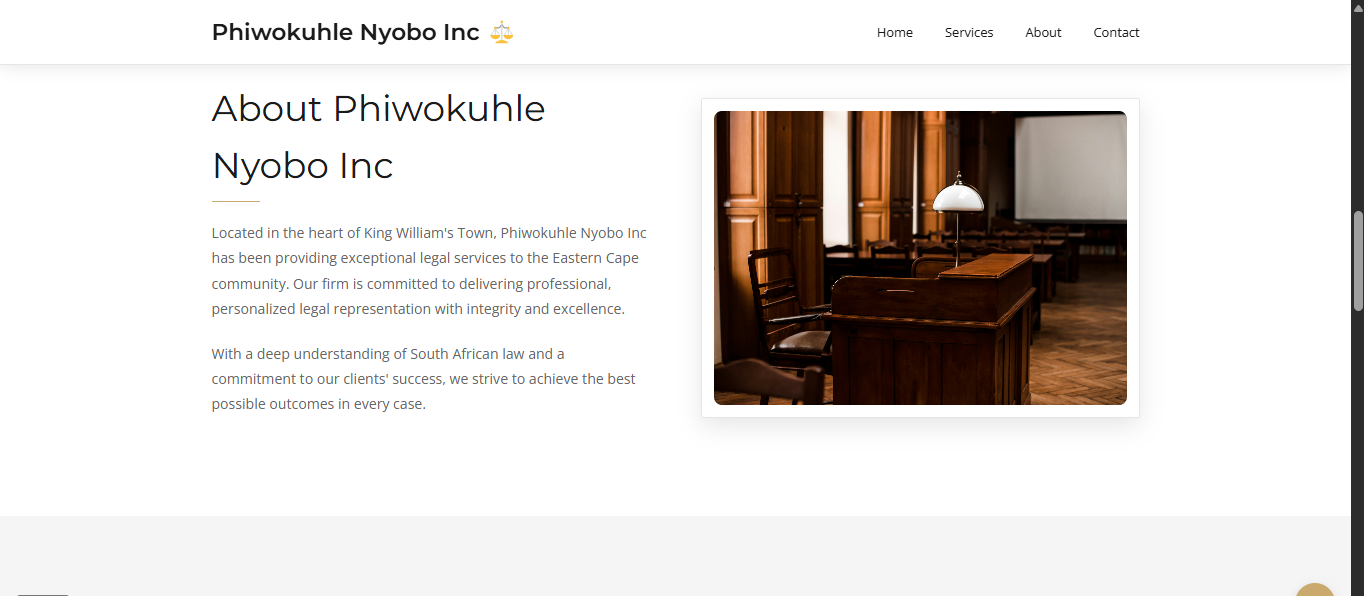 Phiwokuhle Nyobo Inc
Home Services About Contact
About Phiwokuhle
Nyobo Inc
Located in the heart of King William's Town, Phiwokuhle Nyobo Inc
has been providing exceptional legal services to the Eastern Cape
community. Our firm is committed to delivering professional,
personalized legal representation with integrity and excellence.
With a deep understanding of South African law and a
commitment to our clients' success, we strive to achieve the best
possible outcomes in every case.